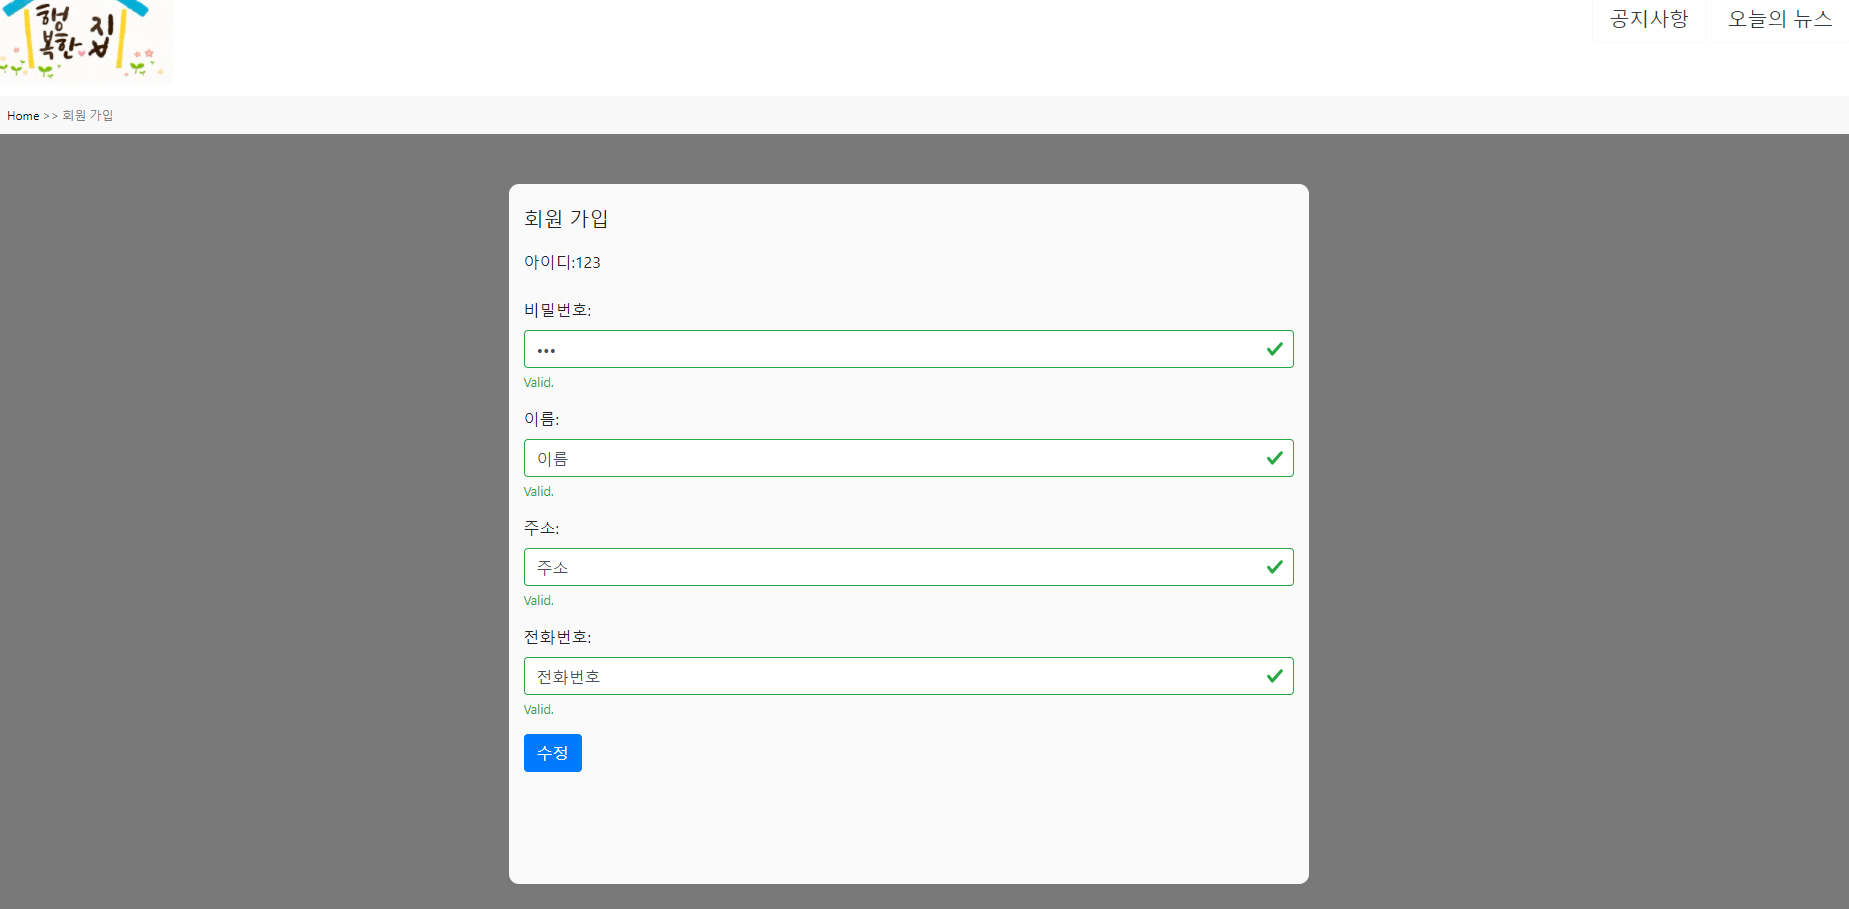 행
복한 집
공지사항 오늘의 뉴스
Home >> 회원 가입
회원 가입
아이디:123
비밀번호:
•••
Valid.
이름:
이름
Valid.
주소:
주소
Valid.
전화번호:
전화번호
Valid.
수정